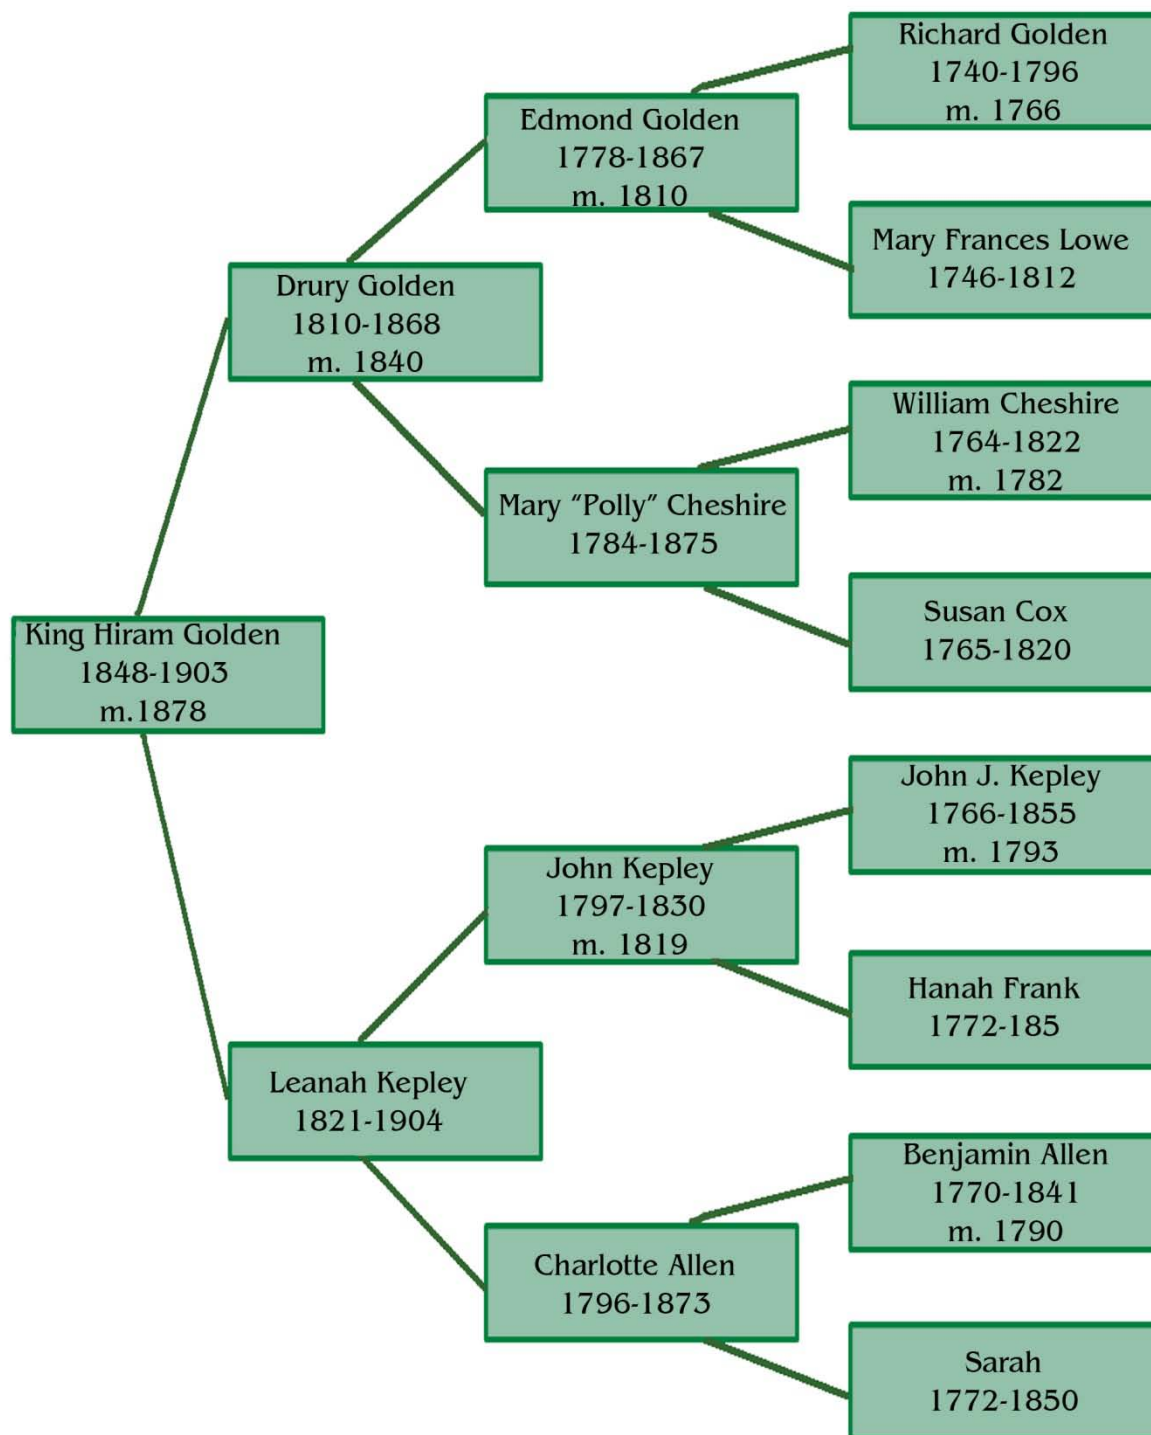 Richard Golden
1740-1796
m. 1766
Edmond Golden
1778-1867
m. 1810
Mary Frances Lowe
1746-1812
Drury Golden
1810-1868
m. 1840
William Cheshire
1764-1822
m. 1782
Mary “Polly” Cheshire
1784-1875
Susan Cox
1765-1820
King Hiram Golden
1848-1903
m.1878
John J. Kepley
1766-1855
m. 1793
John Kepley
1797-1830
m. 1819
Hanah Frank
1772-185
Leanah Kepley
1821-1904
Benjamin Allen
1770-1841
m. 1790
Charlotte Allen
1796-1873
Sarah
1772-1850